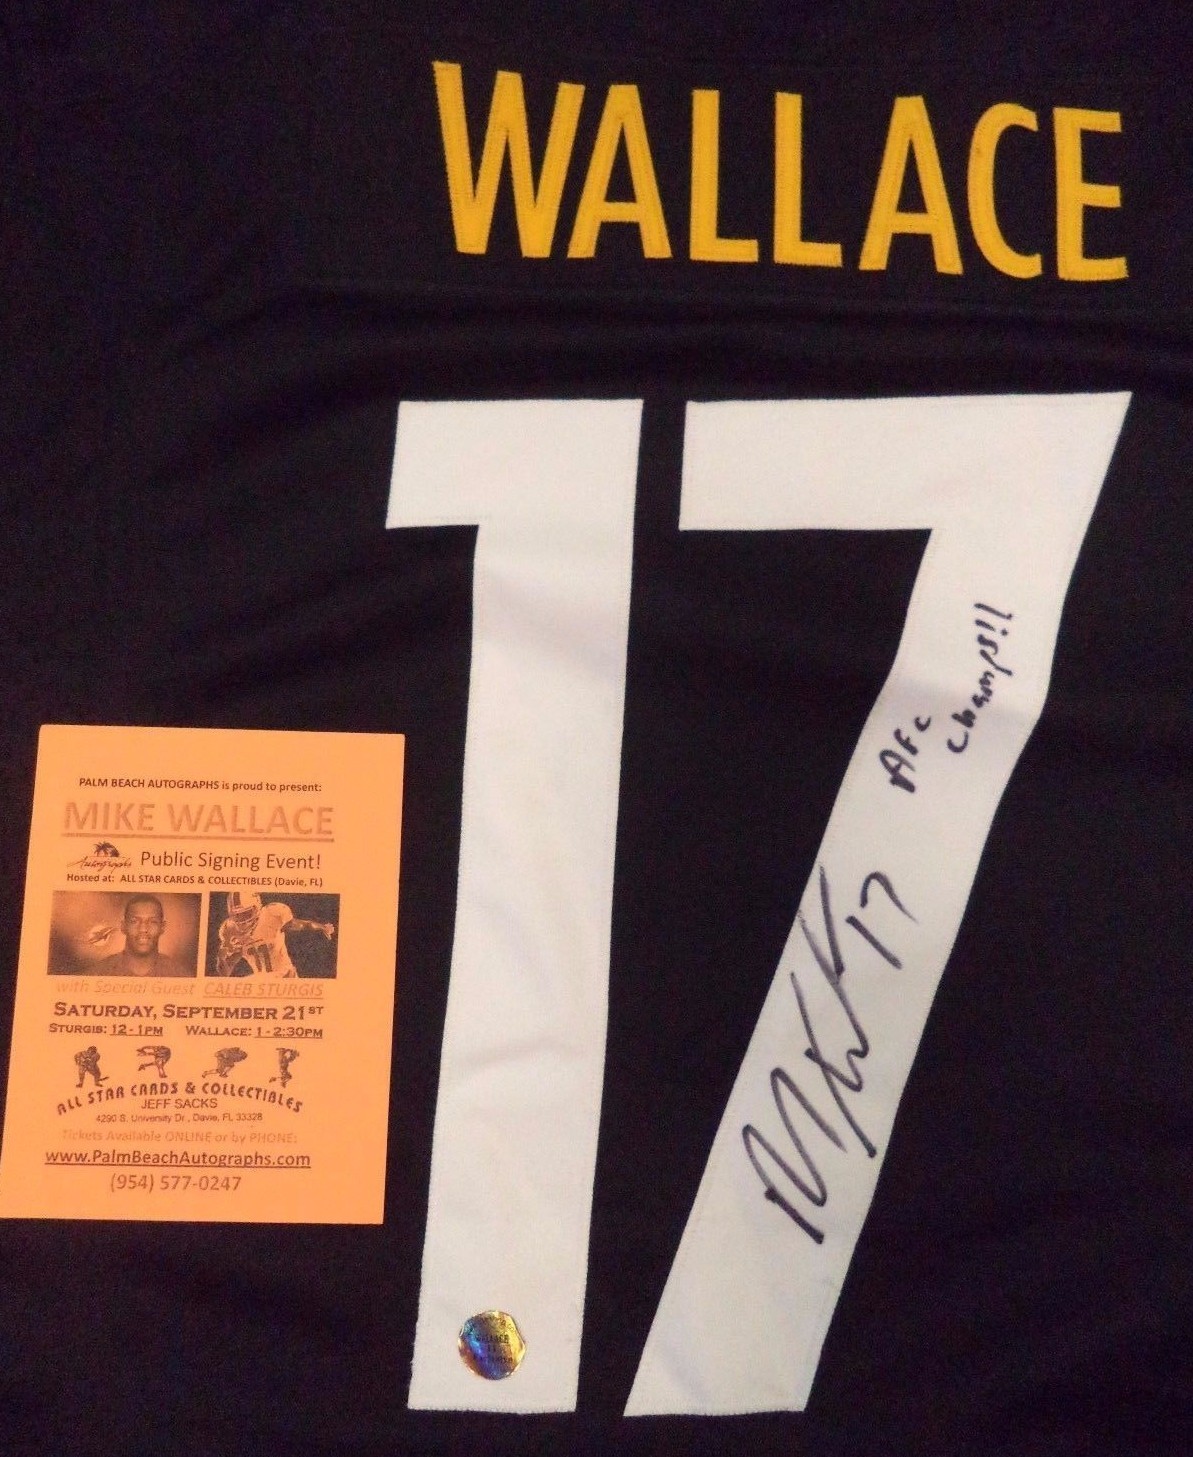 WALLACE
17
AFC
Champs!!
17
PALM BEACH AUTOGRAPHS is proud to present:
MIKE WALLACE
Autographs Public Signing Event!
Hosted at: ALL STAR CARDS & COLLECTIBLES (Davie, FL)
with Special Guest CALEB STURGIS
SATURDAY, SEPTEMBER 21ST
STURGIS: 12-1PM WALLACE: 1-2:30PM
ALL STAR CARDS & COLLECTIBLES
JEFF SACKS
4290 S. University Dr., Davie, FL 33328
Tickets Available ONLINE or by PHONE:
www.PalmBeachAutographs.com
(954) 577-0247
WALLACE